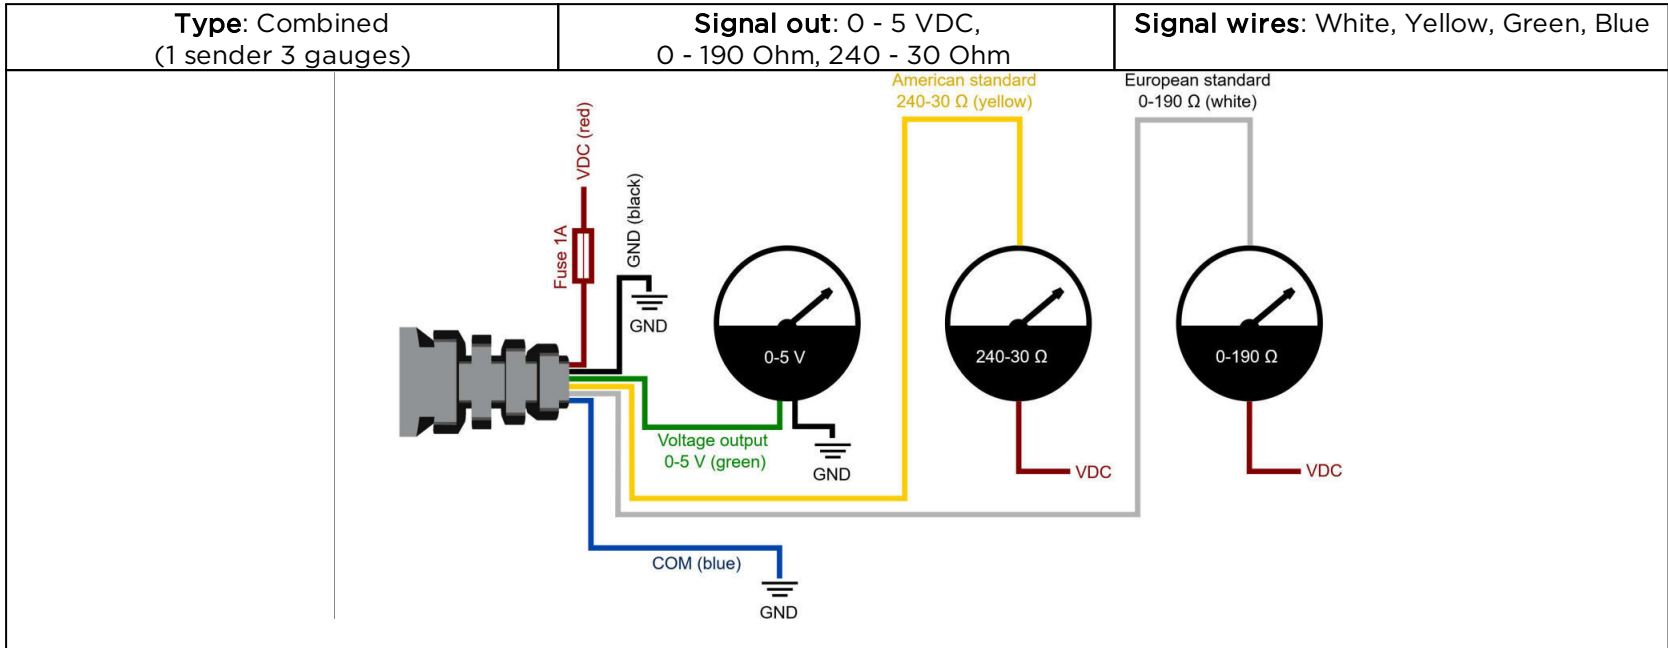 Type: Combined
(1 sender 3 gauges)
Signal out: 0 - 5 VDC,
0 - 190 Ohm, 240 - 30 Ohm
Signal wires: White, Yellow, Green, Blue
American standard
240-30 Ω (yellow)
European standard
0-190 Ω (white)
VDC (red)
Fuse 1A
GND (black)
GND
0-5 V
240-30 Ω
0-190 Ω
Voltage output
0-5 V (green)
GND
VDC
VDC
COM (blue)
GND